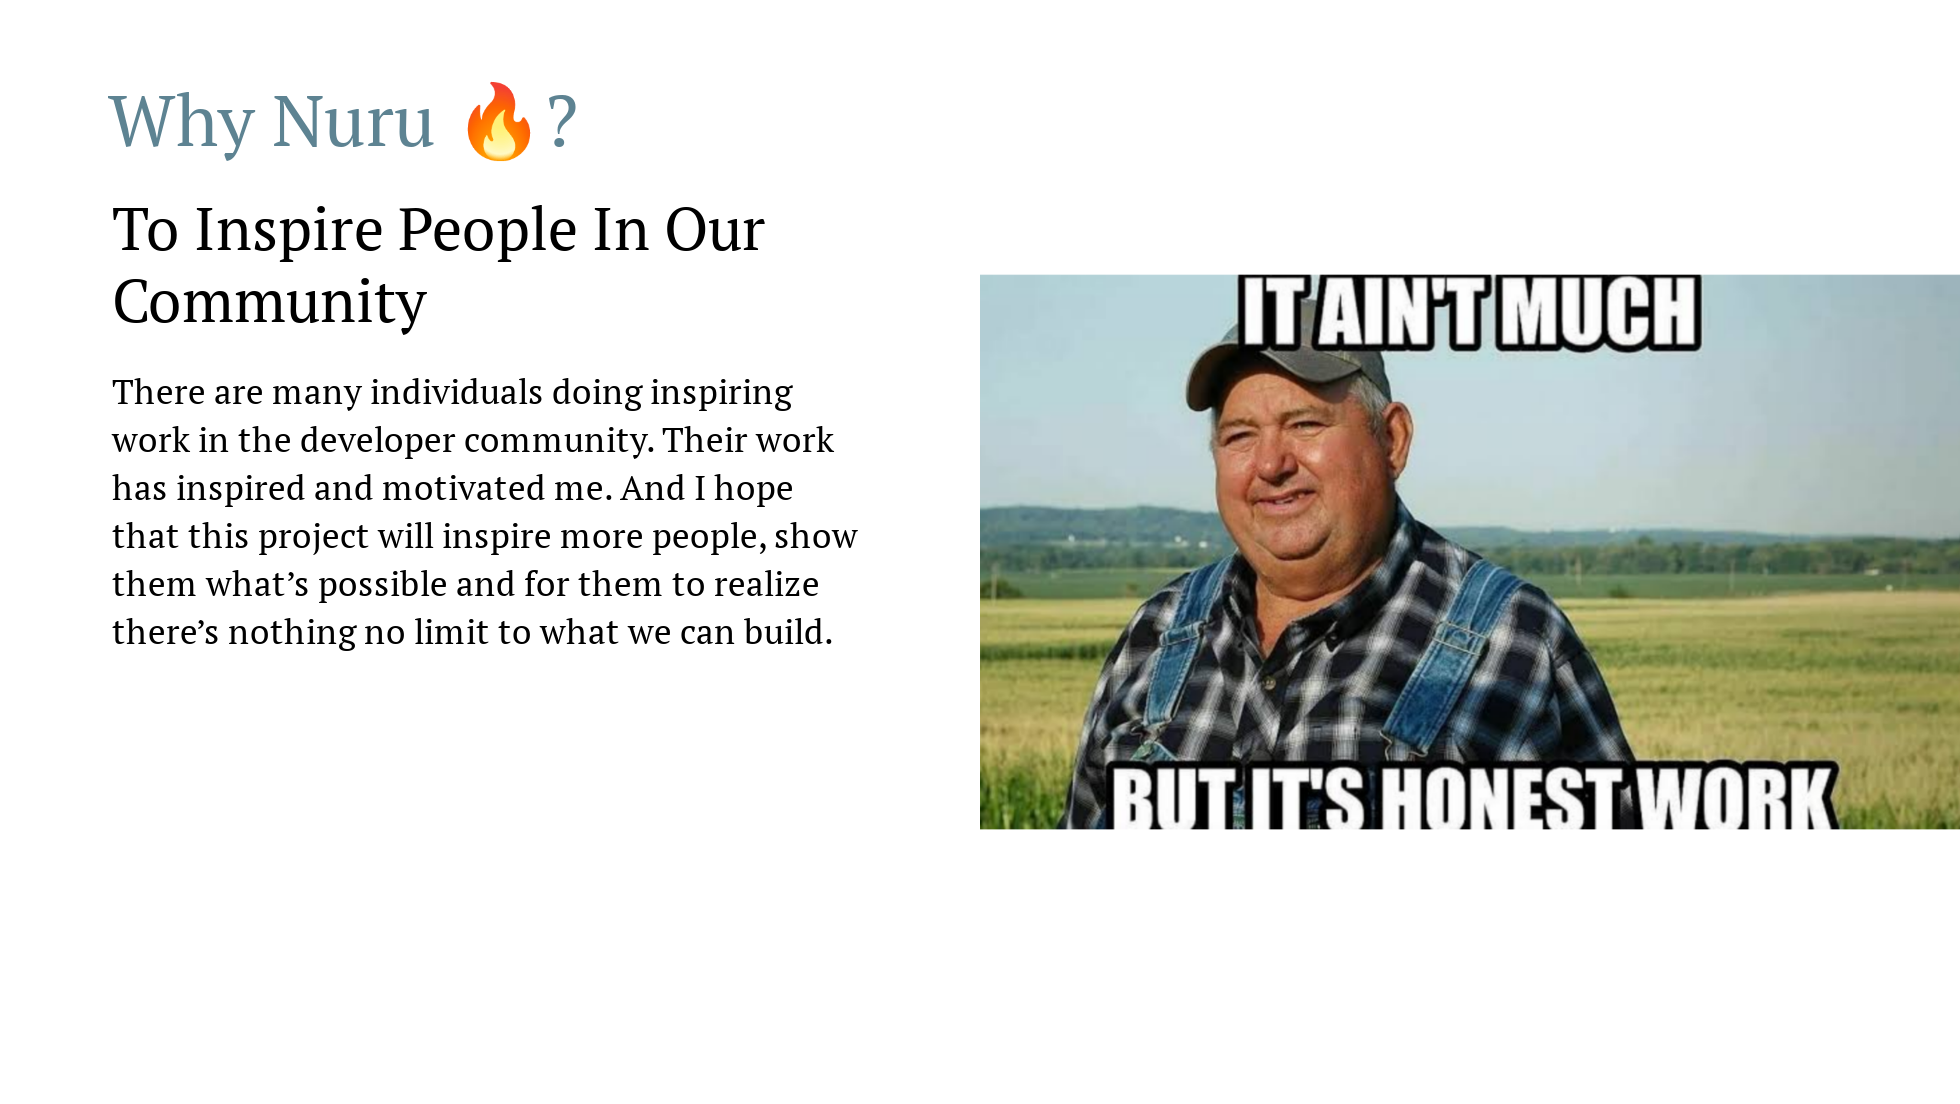 Why Nuru 🔥?
To Inspire People In Our
Community
There are many individuals doing inspiring
work in the developer community. Their work
has inspired and motivated me. And I hope
that this project will inspire more people, show
them what’s possible and for them to realize
there’s nothing no limit to what we can build.
IT AIN'T MUCH
BUT IT'S HONEST WORK